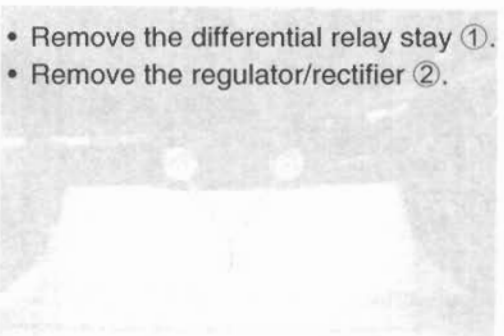 • Remove the differential relay stay ①.
• Remove the regulator/rectifier ②.